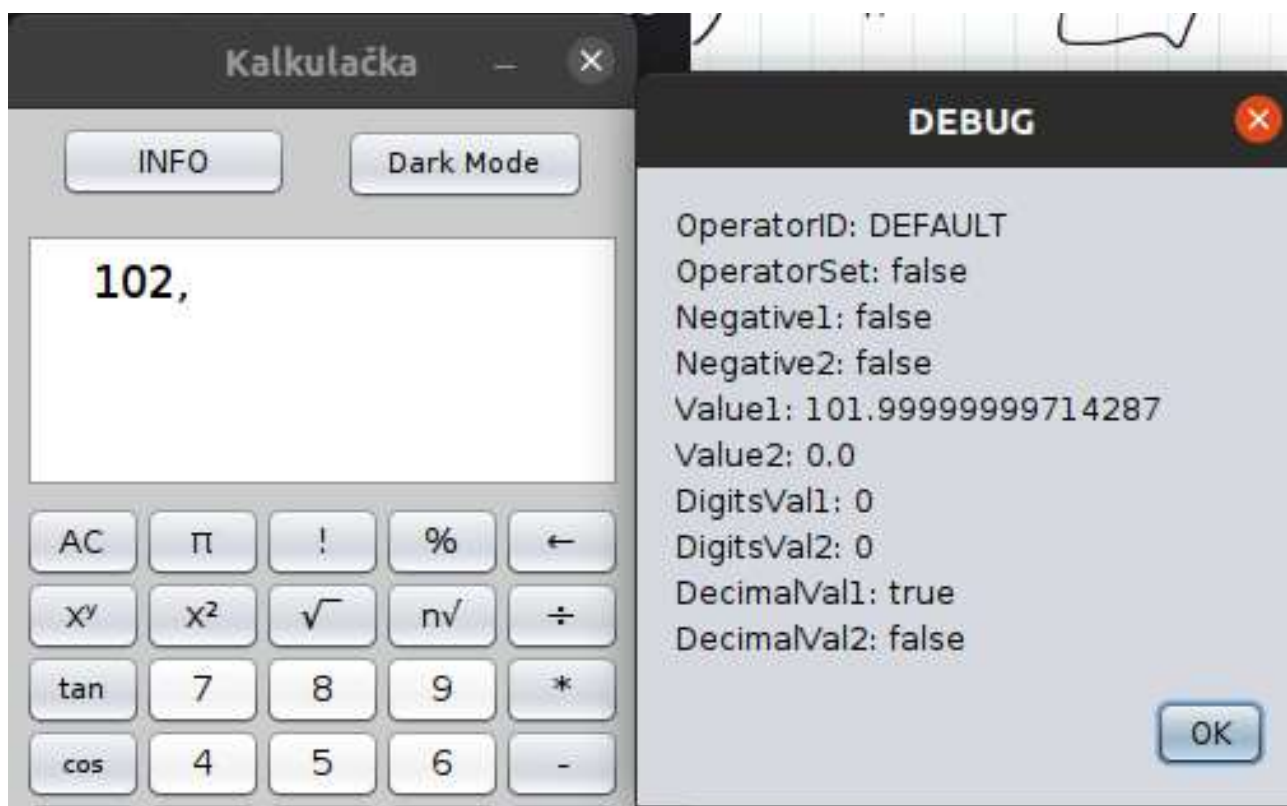 Kalkulačka
INFO Dark Mode
102,
AC π ! % ←
Xʸ X² √‾ n√ ÷
tan 7 8 9 *
cos 4 5 6 -
DEBUG
OperatorID: DEFAULT
OperatorSet: false
Negative1: false
Negative2: false
Value1: 101.99999999714287
Value2: 0.0
DigitsVal1: 0
DigitsVal2: 0
DecimalVal1: true
DecimalVal2: false
OK